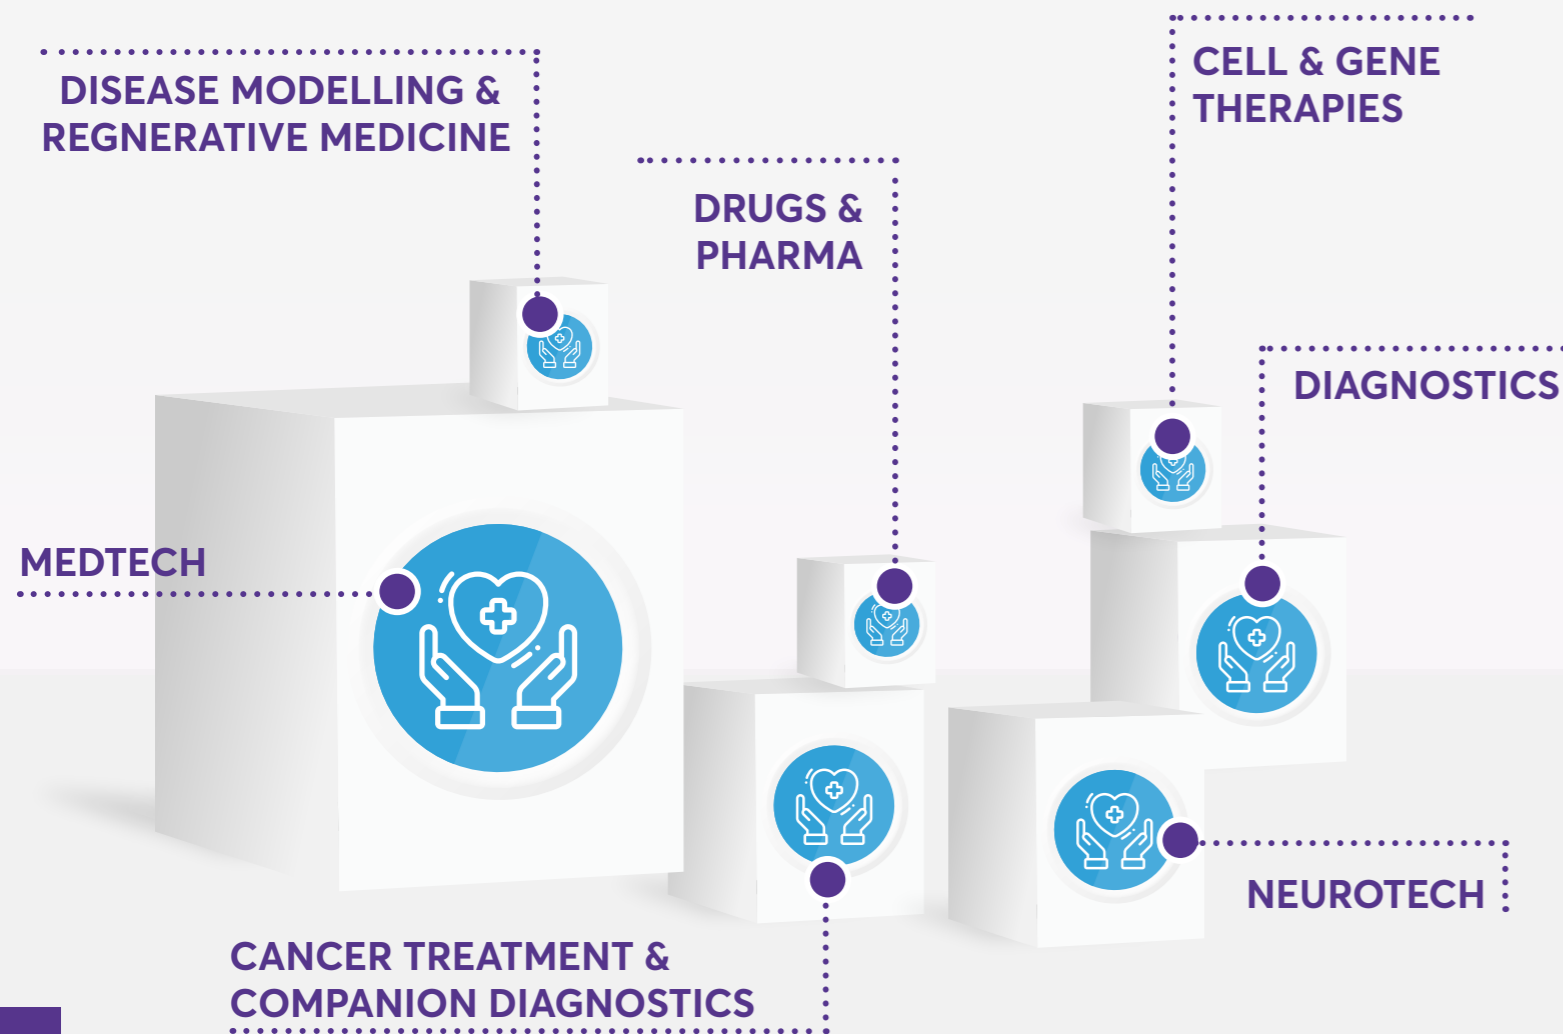 DISEASE MODELLING &
REGNERATIVE MEDICINE
CELL & GENE
THERAPIES
DRUGS &
PHARMA
DIAGNOSTICS
MEDTECH
NEUROTECH
CANCER TREATMENT &
COMPANION DIAGNOSTICS